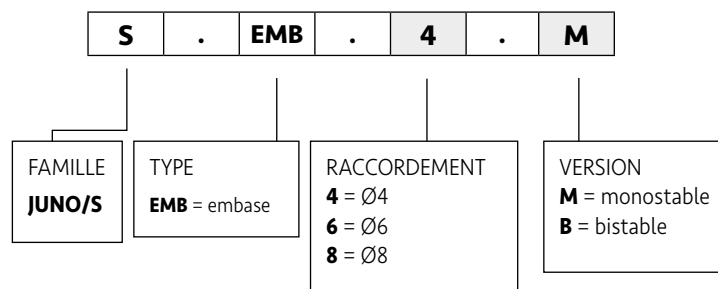 S . EMB . 4 . M
FAMILLE
JUNO/S
TYPE
EMB = embase
RACCORDEMENT
4 = Ø4
6 = Ø6
8 = Ø8
VERSION
M = monostable
B = bistable